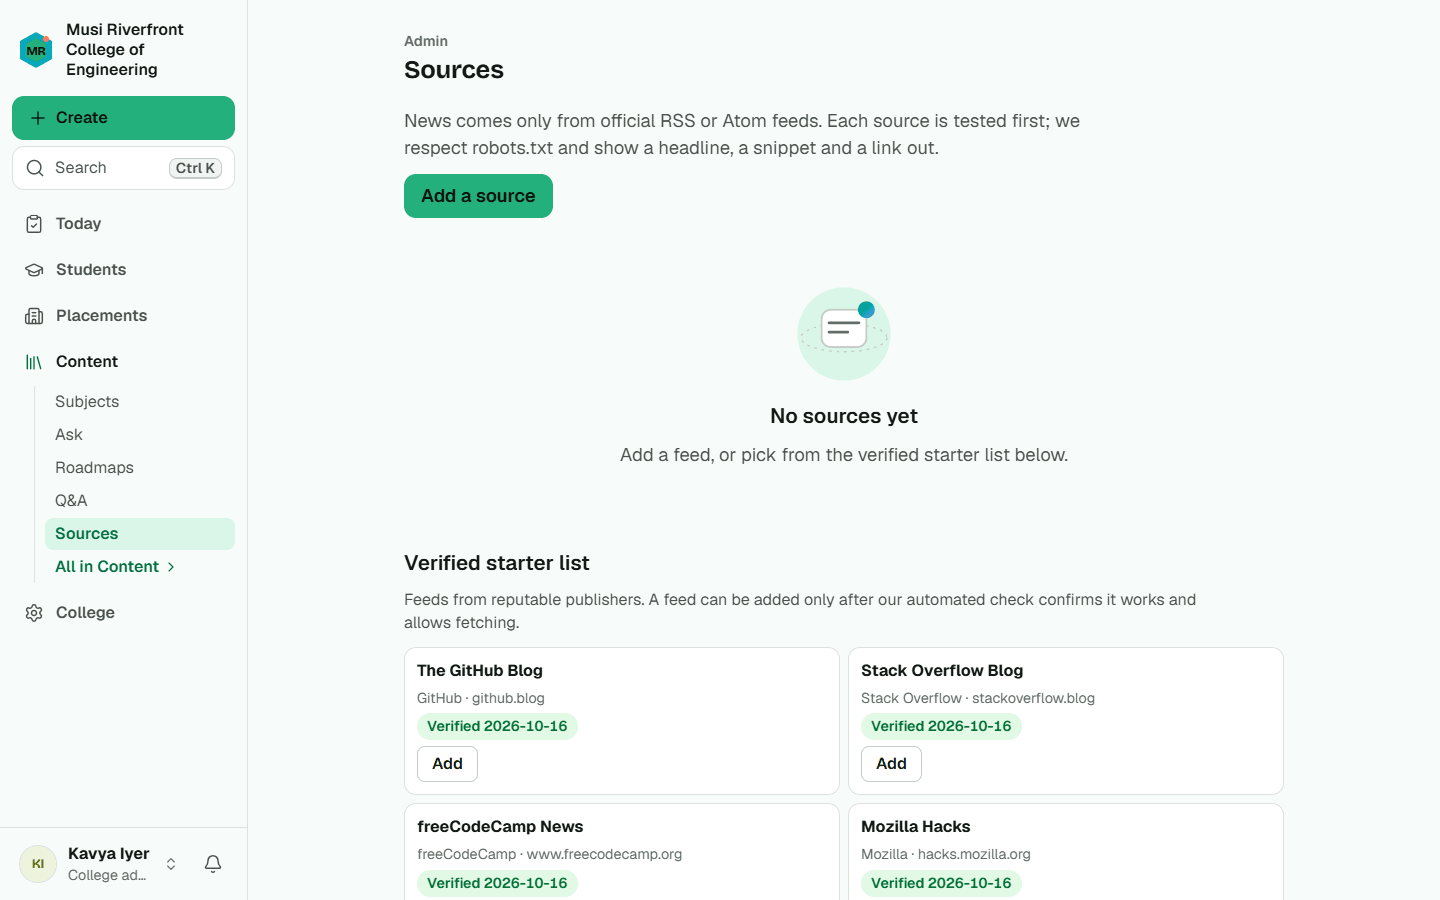 MR
Musi Riverfront
College of
Engineering
Create
Search
Ctrl K
Today
Students
Placements
Content
Subjects
Ask
Roadmaps
Q&A
Sources
All in Content
College
KI
Kavya Iyer
College ad...
Admin
Sources
News comes only from official RSS or Atom feeds. Each source is tested first; we
respect robots.txt and show a headline, a snippet and a link out.
Add a source
No sources yet
Add a feed, or pick from the verified starter list below.
Verified starter list
Feeds from reputable publishers. A feed can be added only after our automated check confirms it works and
allows fetching.
The GitHub Blog
GitHub · github.blog
Verified 2026-10-16
Add
Stack Overflow Blog
Stack Overflow · stackoverflow.blog
Verified 2026-10-16
Add
freeCodeCamp News
freeCodeCamp · www.freecodecamp.org
Verified 2026-10-16
Mozilla Hacks
Mozilla · hacks.mozilla.org
Verified 2026-10-16